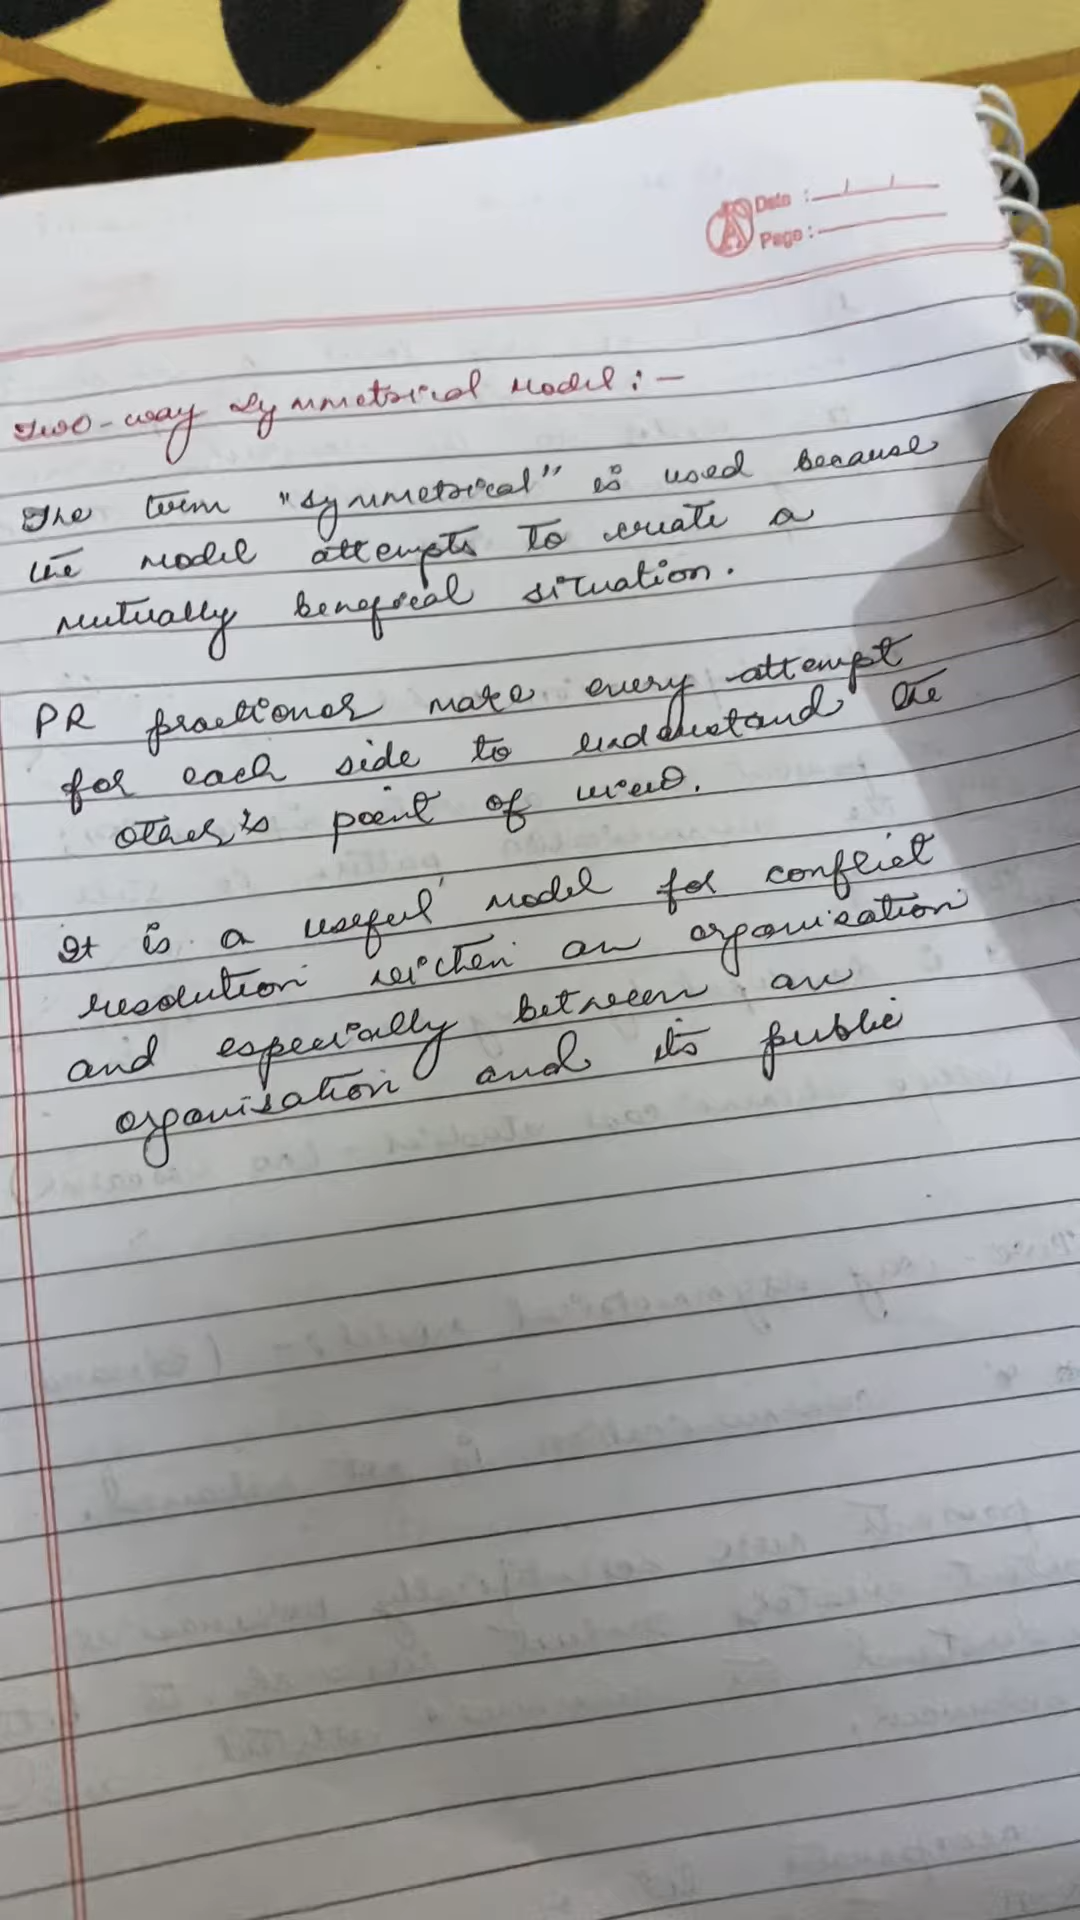 Date :
Page :
Two-way Symmetrical Model:-
The term "symmetrical" is used because
the model attempts to create a
mutually benefical situation.
PR practioner make every attempt
for each side to understand the
other's point of view.
It is a useful model for conflict
resolution within an organisation
and especially between an
organisation and its public